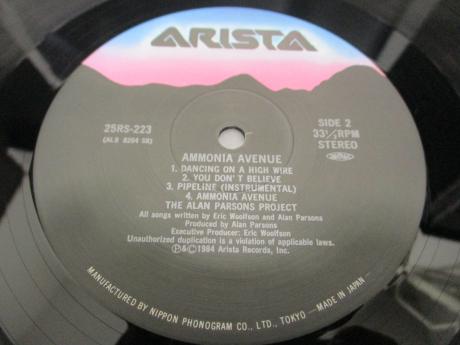 ARISTA
25RS-223
(ALS 8204 SB)
SIDE 2
33⅓RPM
STEREO
AMMONIA AVENUE
1. DANCING ON A HIGH WIRE
2. YOU DON'T BELIEVE
3. PIPELINE (INSTRUMENTAL)
4. AMMONIA AVENUE
THE ALAN PARSONS PROJECT
All songs written by Eric Woolfson and Alan Parsons
Produced by Alan Parsons
Executive Producer: Eric Woolfson
Unauthorized duplication is a violation of applicable laws.
Ⓟ&©1984 Arista Records, Inc.
MANUFACTURED BY NIPPON PHONOGRAM CO., LTD., TOKYO —MADE IN JAPAN—